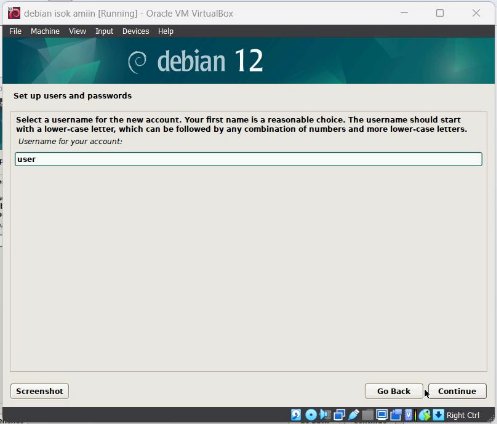 debian isok amiin [Running] - Oracle VM VirtualBox
File Machine View Input Devices Help
debian 12
Set up users and passwords
Select a username for the new account. Your first name is a reasonable choice. The username should start
with a lower-case letter, which can be followed by any combination of numbers and more lower-case letters.
Username for your account:
user
Screenshot Go Back Continue
Right Ctrl